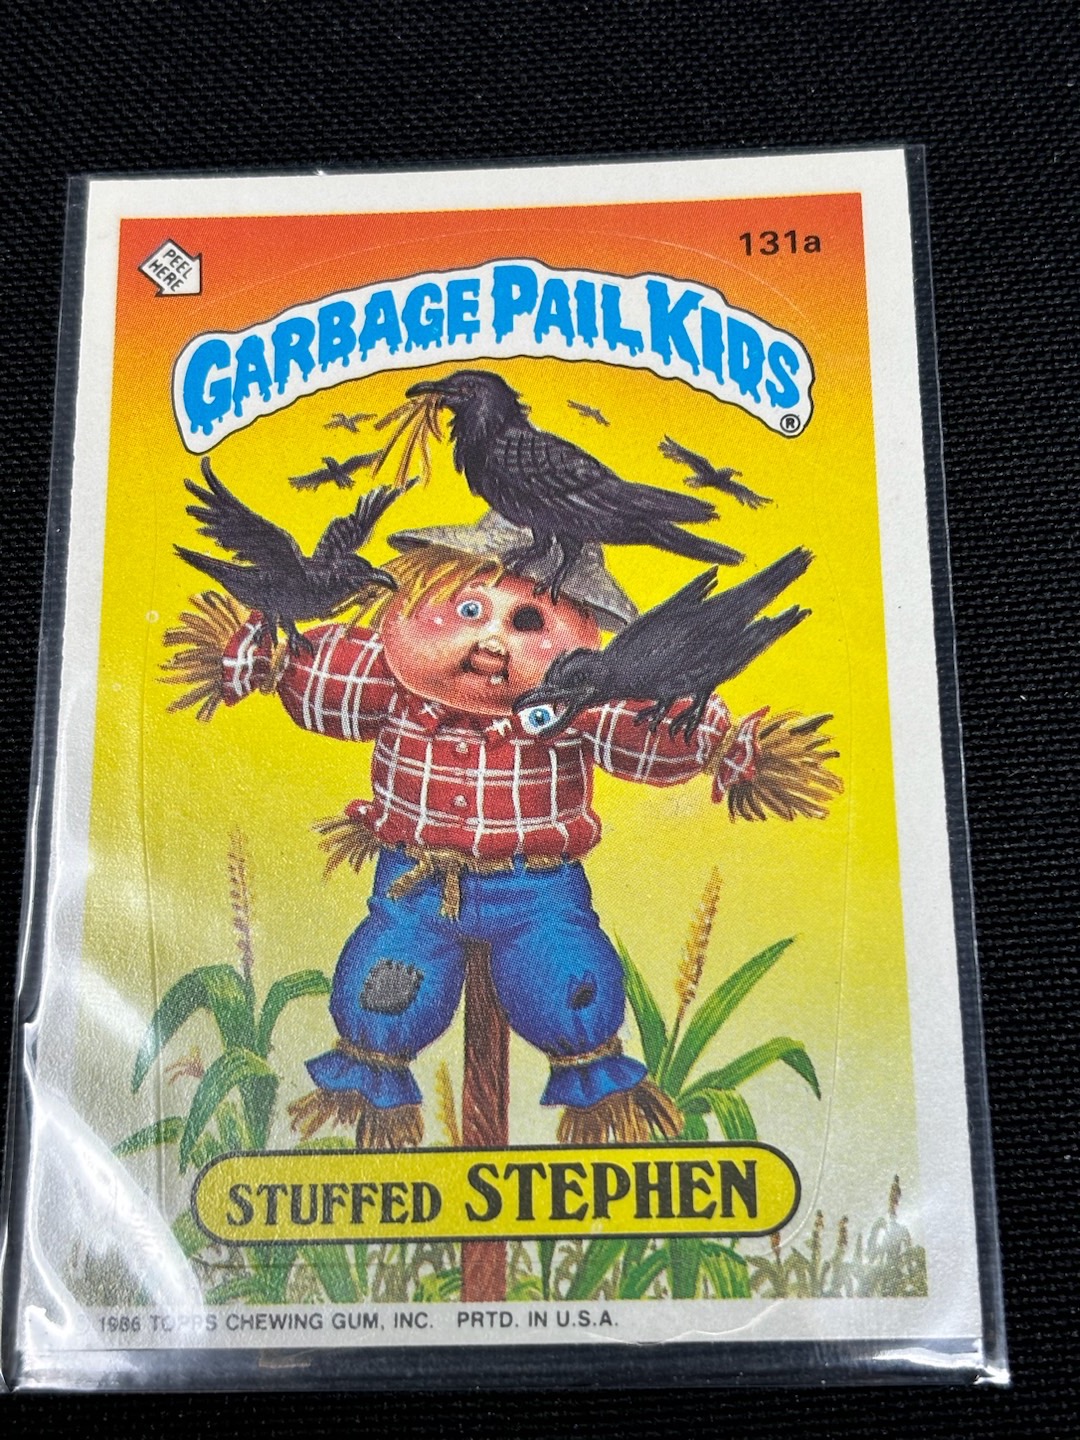 131a
PEEL
HERE
GARBAGE PAIL KIDS®
STUFFED STEPHEN
© 1986 TOPPS CHEWING GUM, INC. PRTD. IN U.S.A.